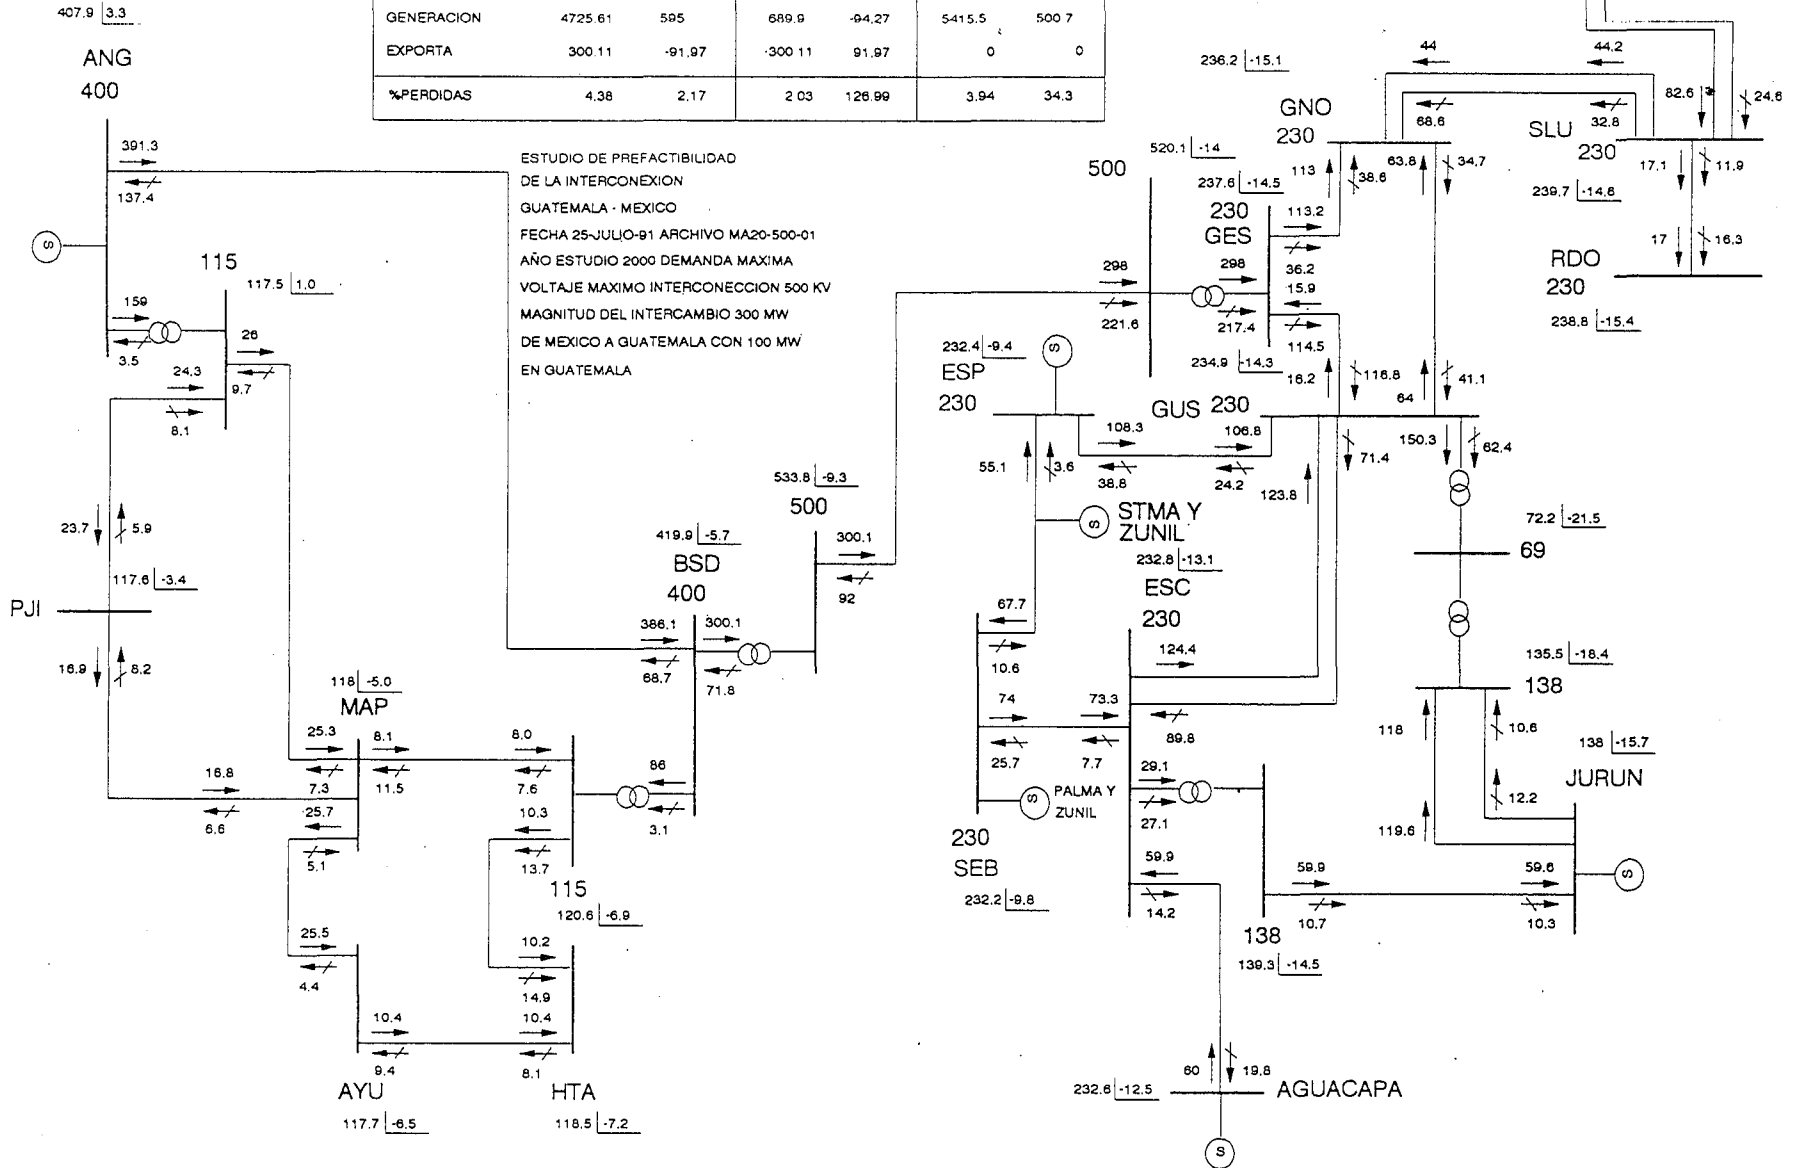 407.9 3.3
ANG
400
GENERACION 4725.61 595 689.9 -94.27 5415.5 500 7
EXPORTA 300.11 -91.97 -300 11 91.97 0 0
%PERDIDAS 4.38 2.17 2 03 126.99 3.94 34.3
ESTUDIO DE PREFACTIBILIDAD
DE LA INTERCONEXION
GUATEMALA - MEXICO
FECHA 25-JULIO-91 ARCHIVO MA20-500-01
AÑO ESTUDIO 2000 DEMANDA MAXIMA
VOLTAJE MAXIMO INTERCONECCION 500 KV
MAGNITUD DEL INTERCAMBIO 300 MW
DE MEXICO A GUATEMALA CON 100 MW
EN GUATEMALA
391.3
137.4
S
115
117.5 1.0
159
3.5
26
9.7
24.3
8.1
23.7 5.9
117.6 -3.4
PJI
16.9 8.2
118 -5.0
MAP
25.3 8.1 8.0
7.3 11.5 7.6
16.8
6.6
25.7
5.1
10.3
13.7
86
3.1
115
120.6 -6.9
25.5
4.4
10.2
14.9
10.4 10.4
9.4 8.1
AYU HTA
117.7 -6.5 118.5 -7.2
419.9 -5.7
BSD
400
386.1 300.1
68.7 71.8
533.8 -9.3
500
300.1
92
500
520.1 -14
298 298
221.6 217.4
237.6 -14.5
230
GES
113.2
36.2
15.9
114.5
236.2 -15.1
GNO
230
44 44.2
68.6 32.8
113 38.6 63.8 34.7
SLU
230
239.7 -14.6
82.6 24.6
17.1 11.9
17 16.3
RDO
230
238.8 -15.4
234.9 -14.3
GUS 230
16.2 116.8 64 41.1
232.4 -9.4
S
ESP
230
108.3 106.8
38.8 24.2
55.1 3.6
123.8 71.4 150.3 62.4
S
STMA Y
ZUNIL
72.2 -21.5
69
232.8 -13.1
ESC
230
67.7
10.6
124.4
89.8
74 73.3
25.7 7.7
S
PALMA Y
ZUNIL
230
SEB
232.2 -9.8
29.1
27.1
59.9
14.2
135.5 -18.4
138
118 10.6
138 -15.7
JURUN
12.2
119.6
59.9 59.6
10.7 10.3
S
138
139.3 -14.5
60 19.8
232.6 -12.5
AGUACAPA
S